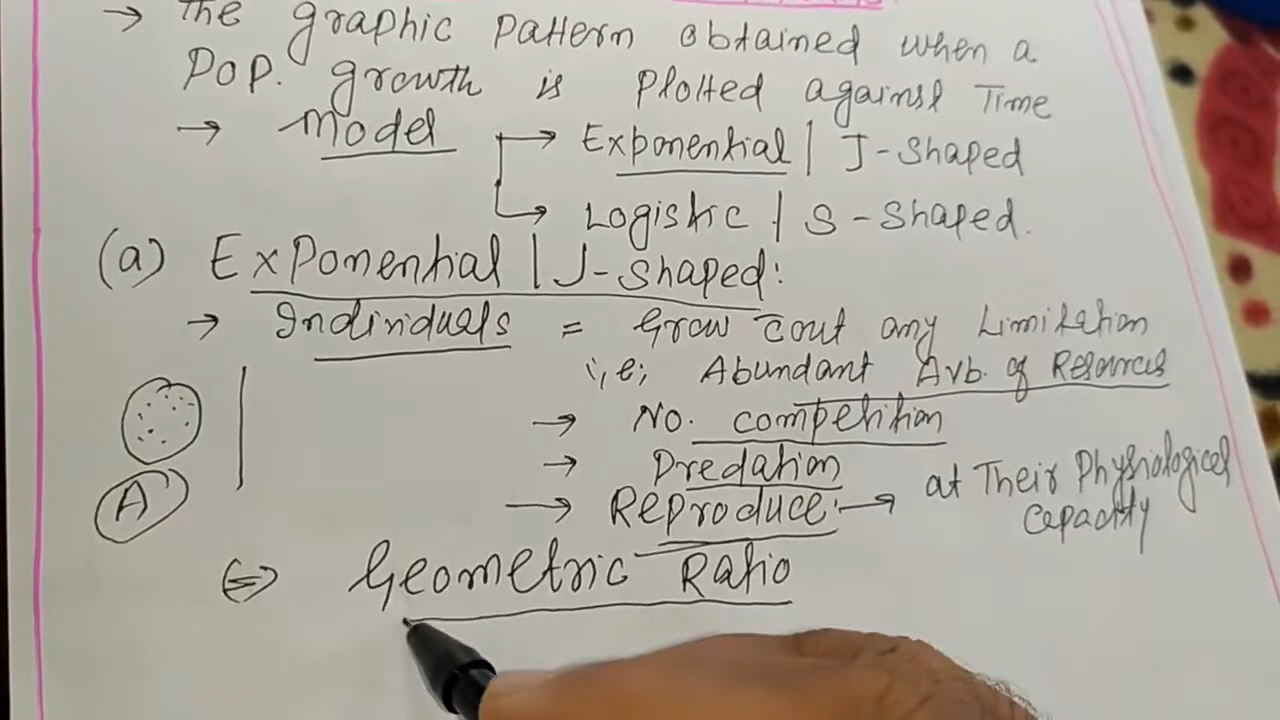 → The graphic pattern obtained when a
Pop. growth is Plotted against Time
→ Model → Exponential | J-Shaped
→ Logistic | S-Shaped.
(a) Exponential | J-Shaped:
→ Individuals = Grow c̄out any Limitation
i,e; Abundant Avb. of Resources
→ No. competition
→ Predation
→ Reproduce:→ at Their Physiological
Capacity
A
⇔ Geometric Ratio